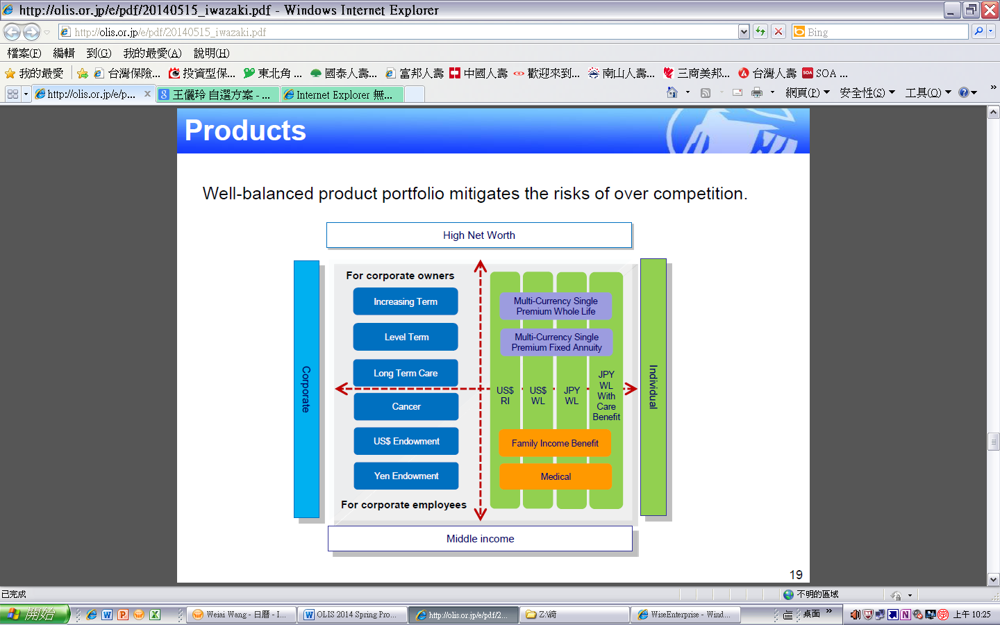 http://olis.or.jp/e/pdf/20140515_iwazaki.pdf - Windows Internet Explorer
http://olis.or.jp/e/pdf/20140515_iwazaki.pdf
Bing
檔案(F) 編輯 到(G) 我的最愛(A) 說明(H)
我的最愛 台灣保險... 投資型保... 東北角 ... 國泰人壽... 富邦人壽 中國人壽 歡迎來到... 南山人壽... 三商美邦... 台灣人壽 SOA SOA ...
http://olis.or.jp/e/p... 王儷玲 自選方案 - ... Internet Explorer 無... 網頁(P) 安全性(S) 工具(O)
Products
Well-balanced product portfolio mitigates the risks of over competition.
High Net Worth
Corporate
For corporate owners
Increasing Term
Level Term
Long Term Care
Cancer
US$ Endowment
Yen Endowment
For corporate employees
Multi-Currency Single
Premium Whole Life
Multi-Currency Single
Premium Fixed Annuity
US$
RI
US$
WL
JPY
WL
JPY
WL
With
Care
Benefit
Family Income Benefit
Medical
Individual
Middle income
19
已完成 不明的區域
開始 Weiai Wang - 日曆 - I... OLIS 2014 Spring Pro... http://olis.or.jp/e/pdf/2... Z:\綺 WiseEnterprise - Wind... 桌面 上午 10:25